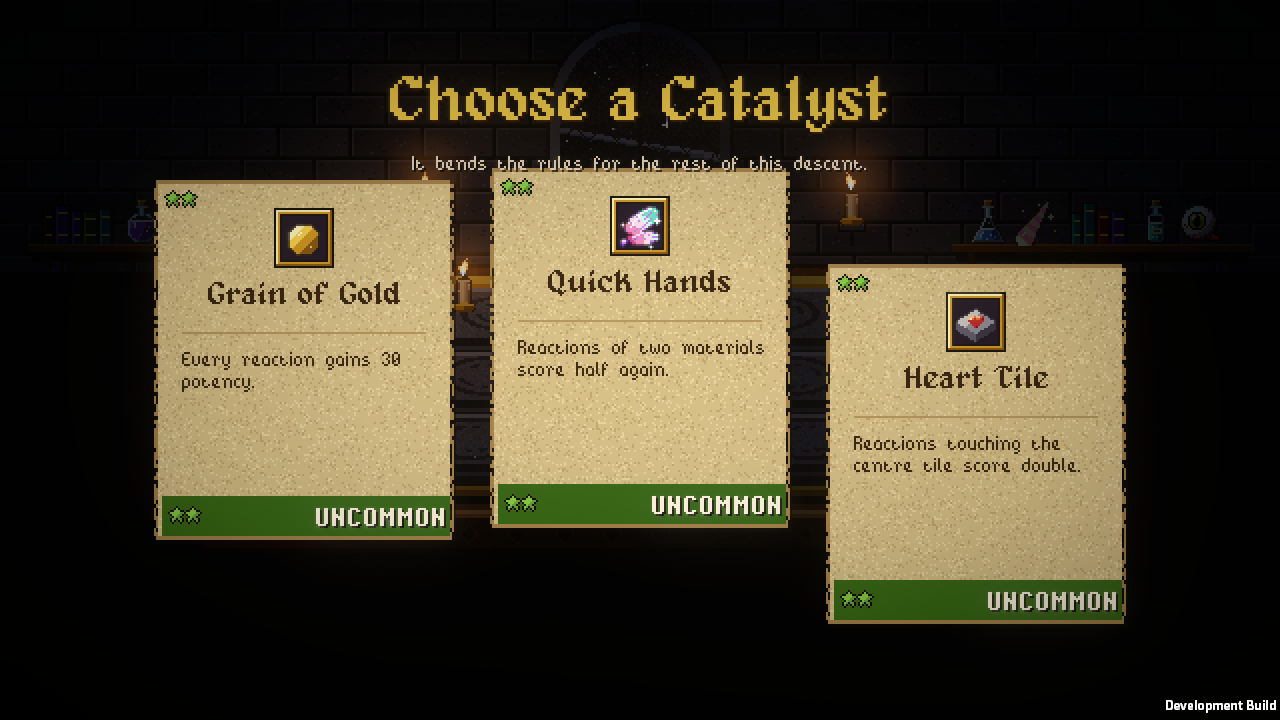 Choose a Catalyst
It bends the rules for the rest of this descent.
Grain of Gold
Every reaction gains 30
potency.
UNCOMMON
Quick Hands
Reactions of two materials
score half again.
UNCOMMON
Heart Tile
Reactions touching the
centre tile score double.
UNCOMMON
Development Build